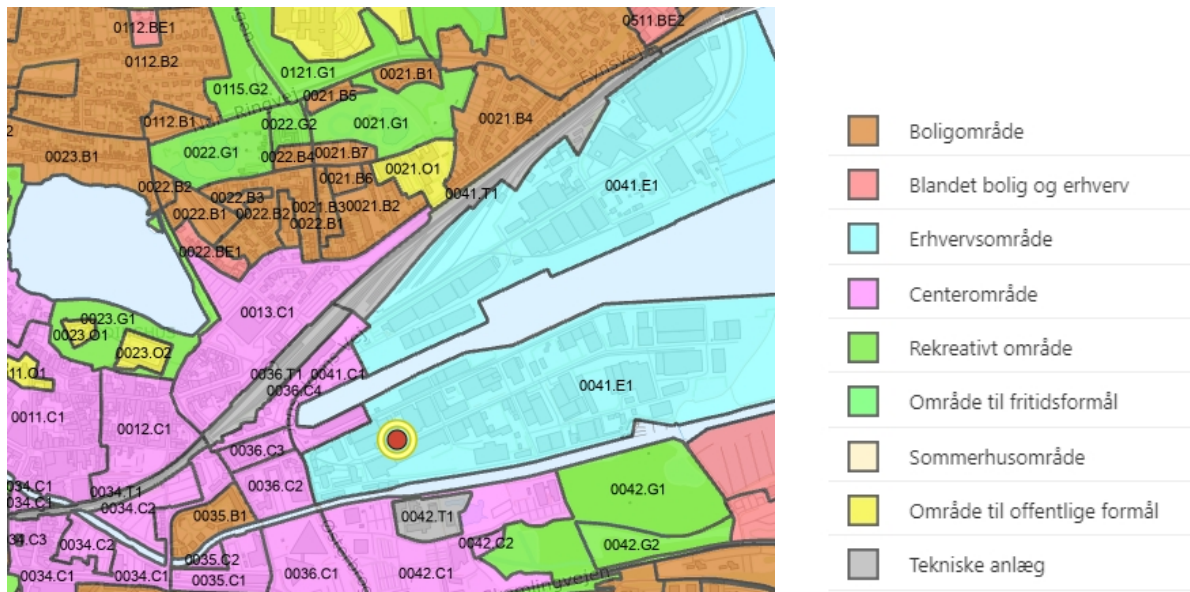 0112.BE1
0511.BE2
0112.B2
0121.G1
0021.B1
0115.G2
0021.B5
0112.B1
0022.G2
0021.G1
0021.B4
0023.B1
0022.G1
0022.B4
0021.B7
0021.O1
0021.B6
0022.B2
0022.B3
0041.T1
0041.E1
0022.B1
0022.B2
0021.B3
0021.B2
0022.B1
0022.BE1
0013.C1
0023.G1
0023.O1
0023.O2
11.O1
0036.T1
0041.C1
0036.C4
0041.E1
0011.C1
0012.C1
0036.C3
034.C1
0034.T1
0036.C2
0042.G1
0034.C2
0035.B1
0042.T1
0034.C2
0042.C2
0042.G2
0035.C2
0034.C1
0034.C1
0035.C1
0036.C1
0042.C1
Fynsvej
Ringvej
Boligområde
Blandet bolig og erhverv
Erhvervsområde
Centerområde
Rekreativt område
Område til fritidsformål
Sommerhusområde
Område til offentlige formål
Tekniske anlæg